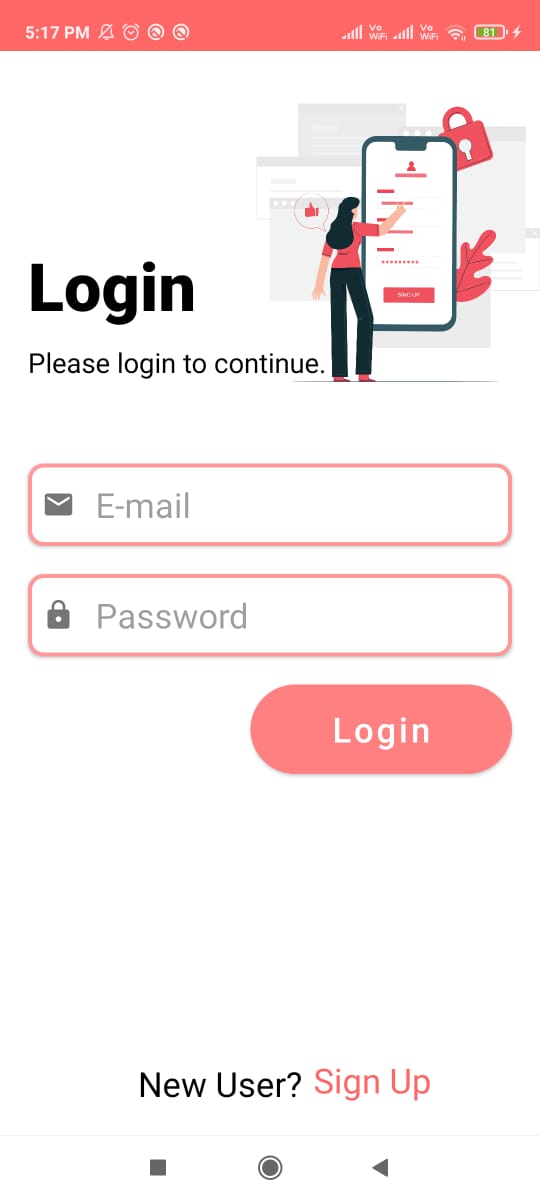 5:17 PM Vo WiFi Vo WiFi 81
SING UP
Login
Please login to continue.
E-mail
Password
Login
New User? Sign Up